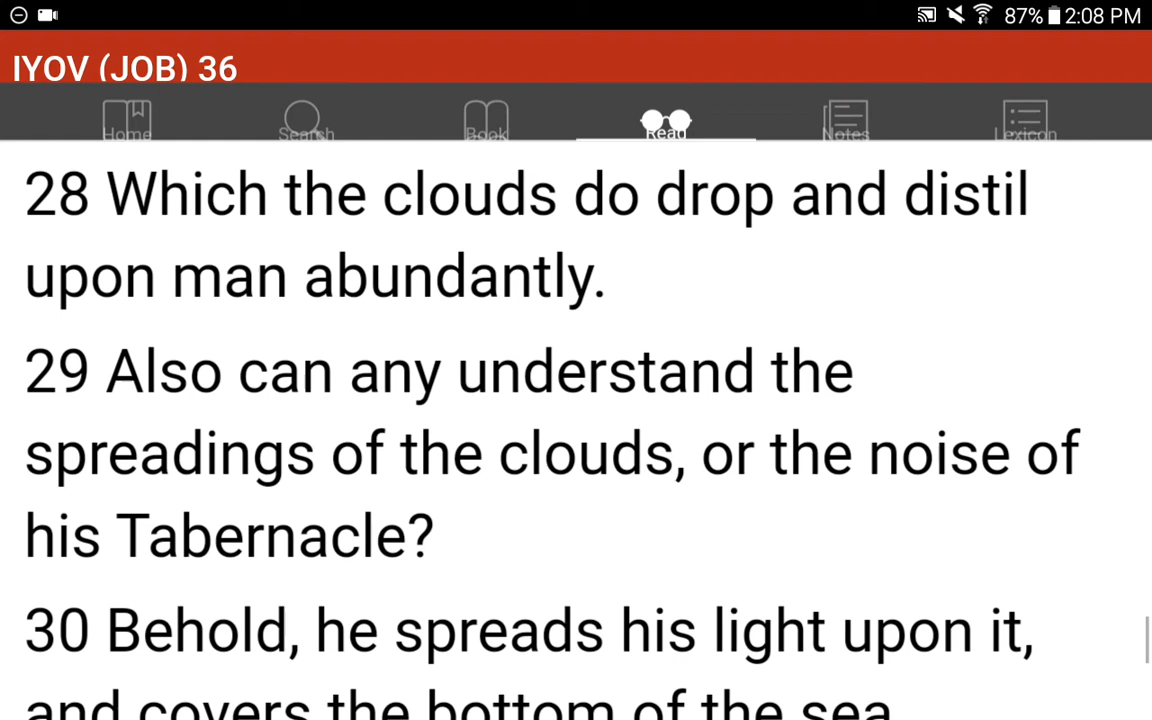 87% 2:08 PM
IYOV (JOB) 36
Home Search Book Read Notes Lexicon
28 Which the clouds do drop and distil
upon man abundantly.
29 Also can any understand the
spreadings of the clouds, or the noise of
his Tabernacle?
30 Behold, he spreads his light upon it,
and covers the bottom of the sea.